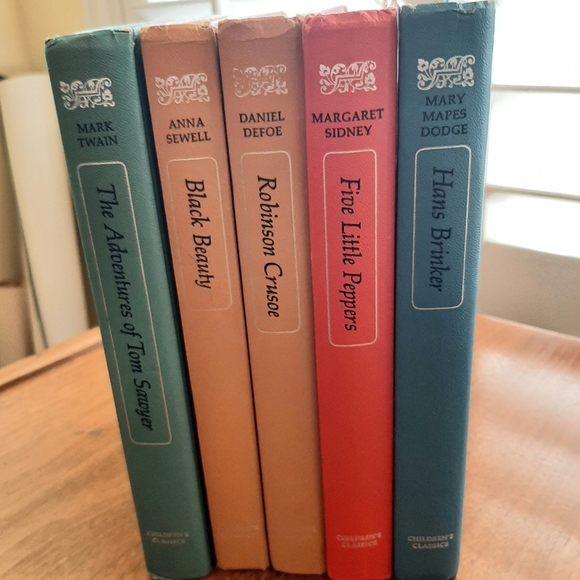 MARK
TWAIN
The Adventures of Tom Sawyer
CHILDREN'S
CLASSICS
ANNA
SEWELL
Black Beauty
DANIEL
DEFOE
Robinson Crusoe
MARGARET
SIDNEY
Five Little Peppers
CHILDREN'S
CLASSICS
MARY
MAPES
DODGE
Hans Brinker
CHILDREN'S
CLASSICS